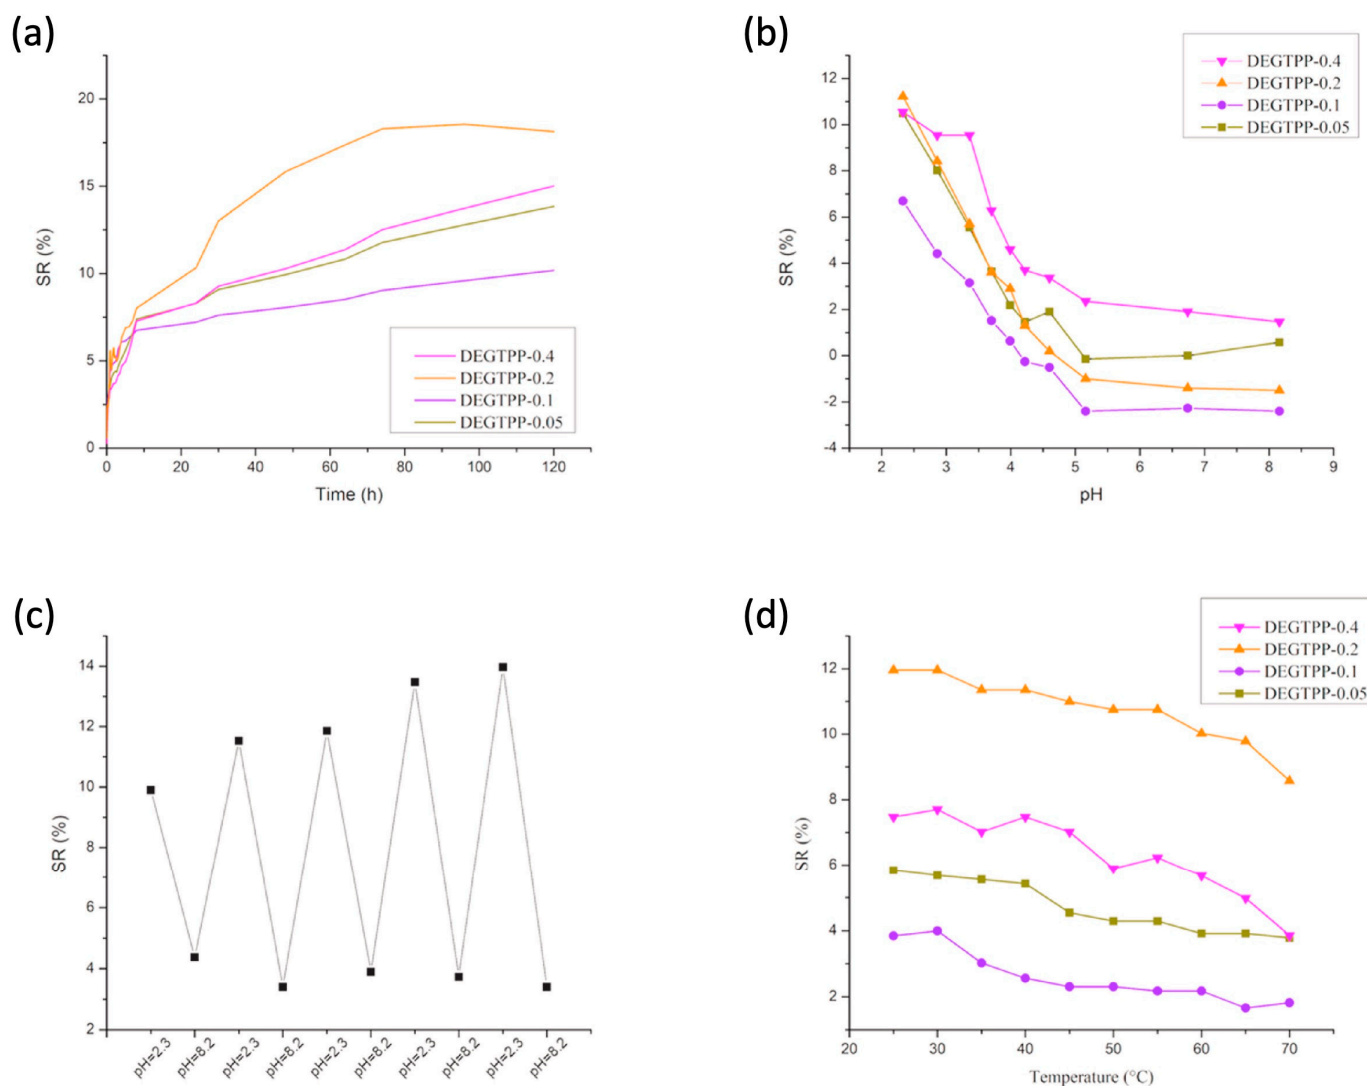 (a)
SR (%)
20
15
10
5
0
0 20 40 60 80 100 120
Time (h)
DEGTPP-0.4
DEGTPP-0.2
DEGTPP-0.1
DEGTPP-0.05
(b)
SR (%)
12
10
8
6
4
2
0
-2
-4
2 3 4 5 6 7 8 9
pH
DEGTPP-0.4
DEGTPP-0.2
DEGTPP-0.1
DEGTPP-0.05
(c)
SR (%)
14
12
10
8
6
4
2
pH=2.3 pH=8.2 pH=2.3 pH=8.2 pH=2.3 pH=8.2 pH=2.3 pH=8.2 pH=2.3 pH=8.2
(d)
SR (%)
12
10
8
6
4
2
20 30 40 50 60 70
Temperature (°C)
DEGTPP-0.4
DEGTPP-0.2
DEGTPP-0.1
DEGTPP-0.05